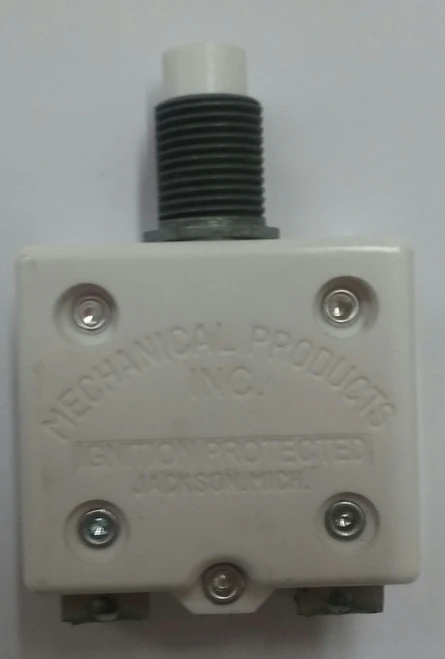 MECHANICAL PRODUCTS
INC.
IGNITION PROTECTED
JACKSON, MICH.